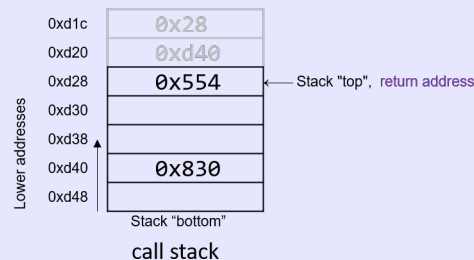 0xd1c 0x28
0xd20 0xd40
0xd28 0x554 Stack "top", return address
0xd30
0xd38
0xd40 0x830
0xd48
Lower addresses
Stack “bottom”
call stack